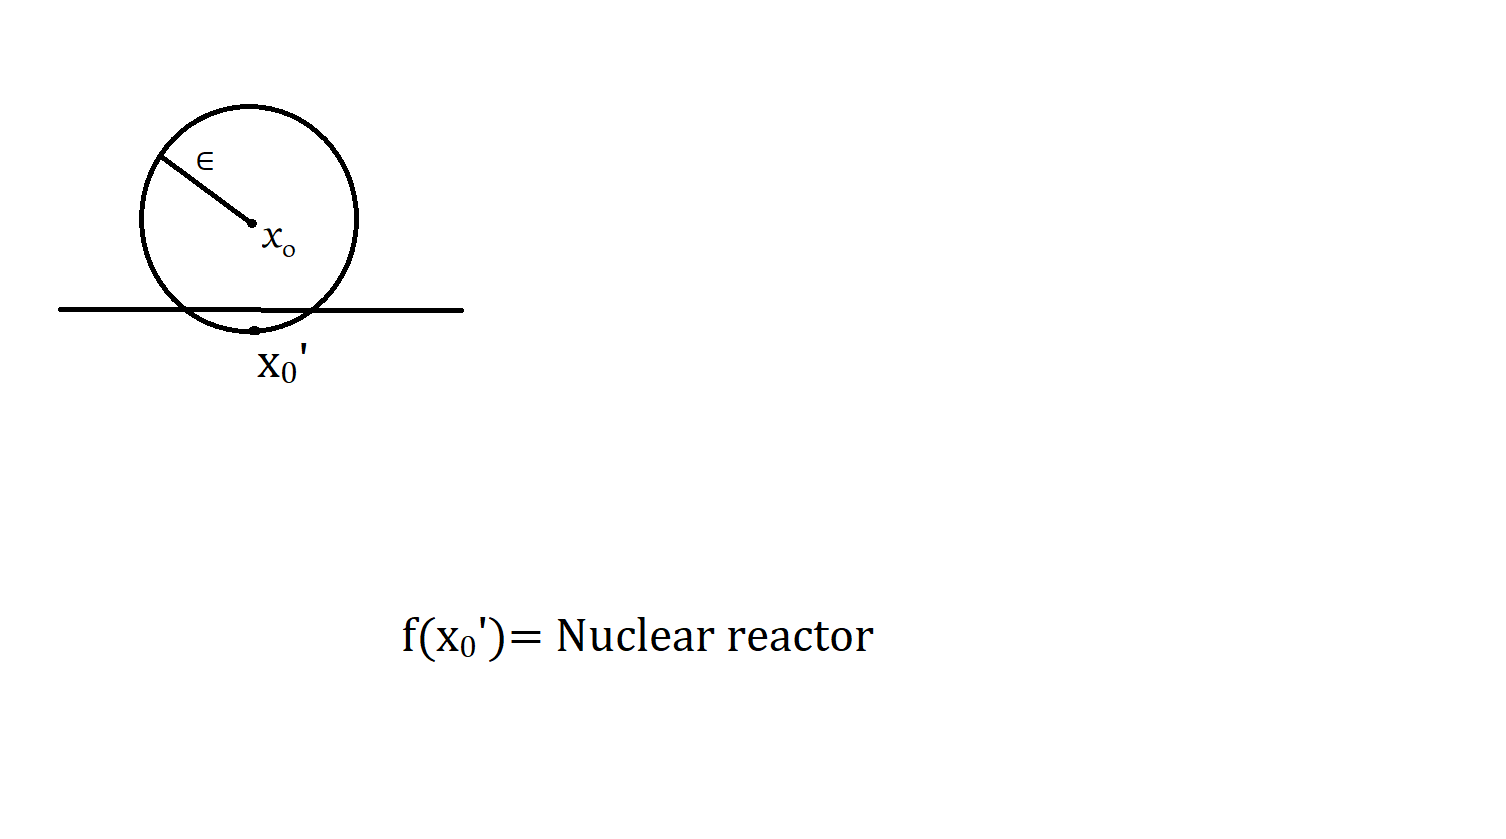 ∈
x₀
x₀'
f(x₀')= Nuclear reactor